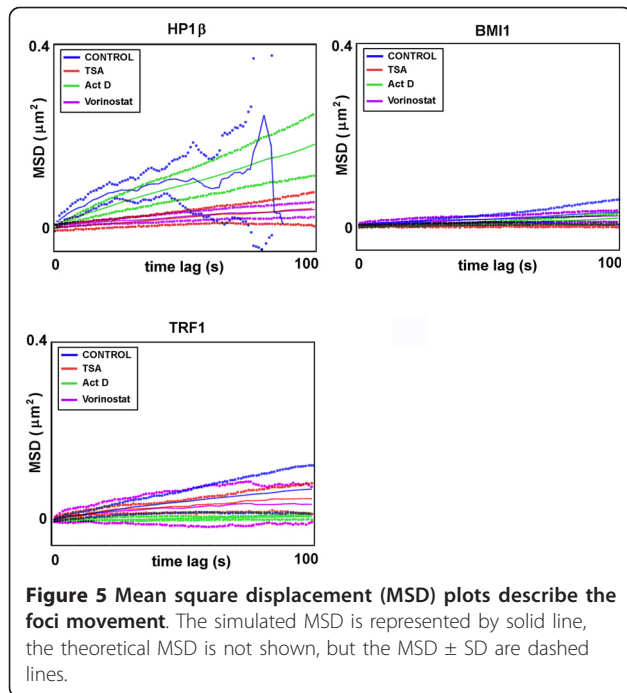 HP1β
0.4
CONTROL
TSA
Act D
Vorinostat
MSD (μm²)
0
0
100
time lag (s)
BMI1
0.4
CONTROL
TSA
Act D
Vorinostat
MSD (μm²)
0
0
100
time lag (s)
TRF1
0.4
CONTROL
TSA
Act D
Vorinostat
MSD (μm²)
0
0
100
time lag (s)
Figure 5 Mean square displacement (MSD) plots describe the
foci movement. The simulated MSD is represented by solid line,
the theoretical MSD is not shown, but the MSD ± SD are dashed
lines.